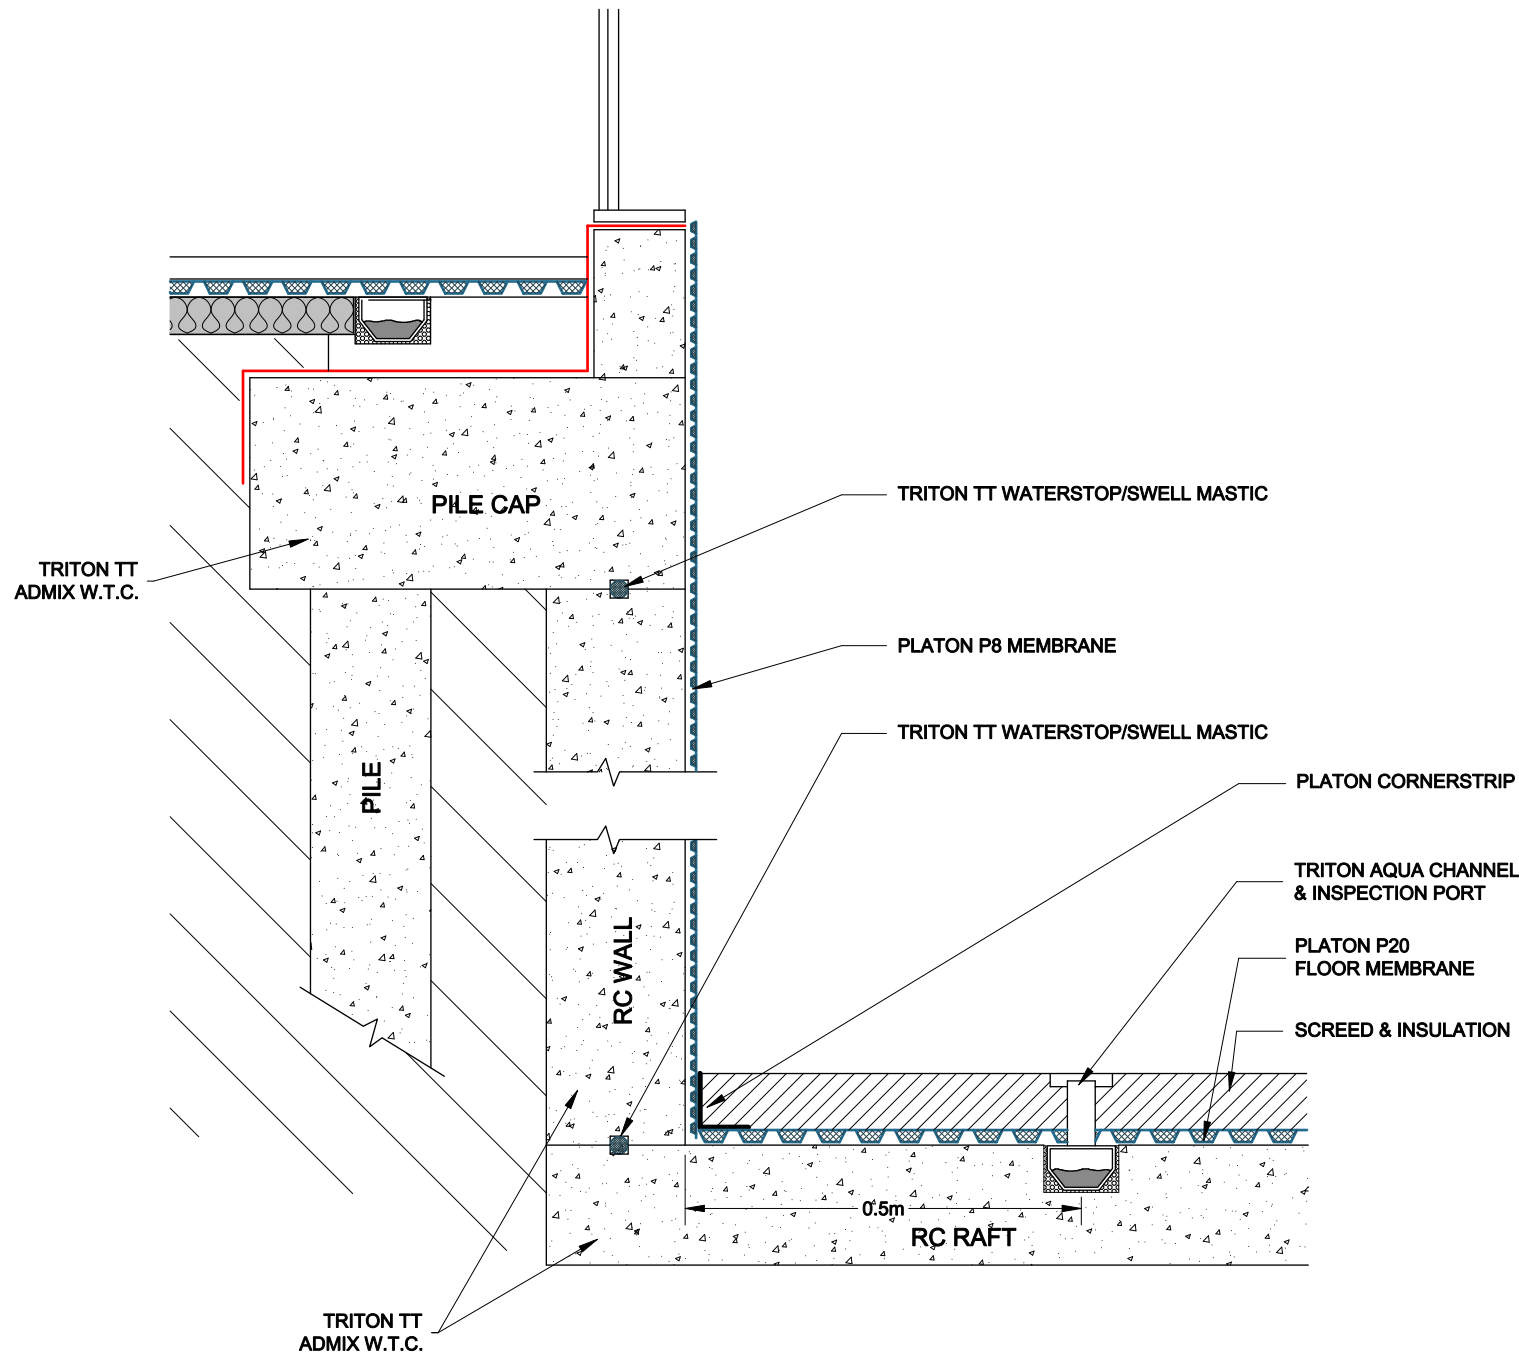 PILE CAP
TRITON TT WATERSTOP/SWELL MASTIC
TRITON TT
ADMIX W.T.C.
PLATON P8 MEMBRANE
TRITON TT WATERSTOP/SWELL MASTIC
PILE
PLATON CORNERSTRIP
TRITON AQUA CHANNEL
& INSPECTION PORT
RC WALL
PLATON P20
FLOOR MEMBRANE
SCREED & INSULATION
0.5m
RC RAFT
TRITON TT
ADMIX W.T.C.